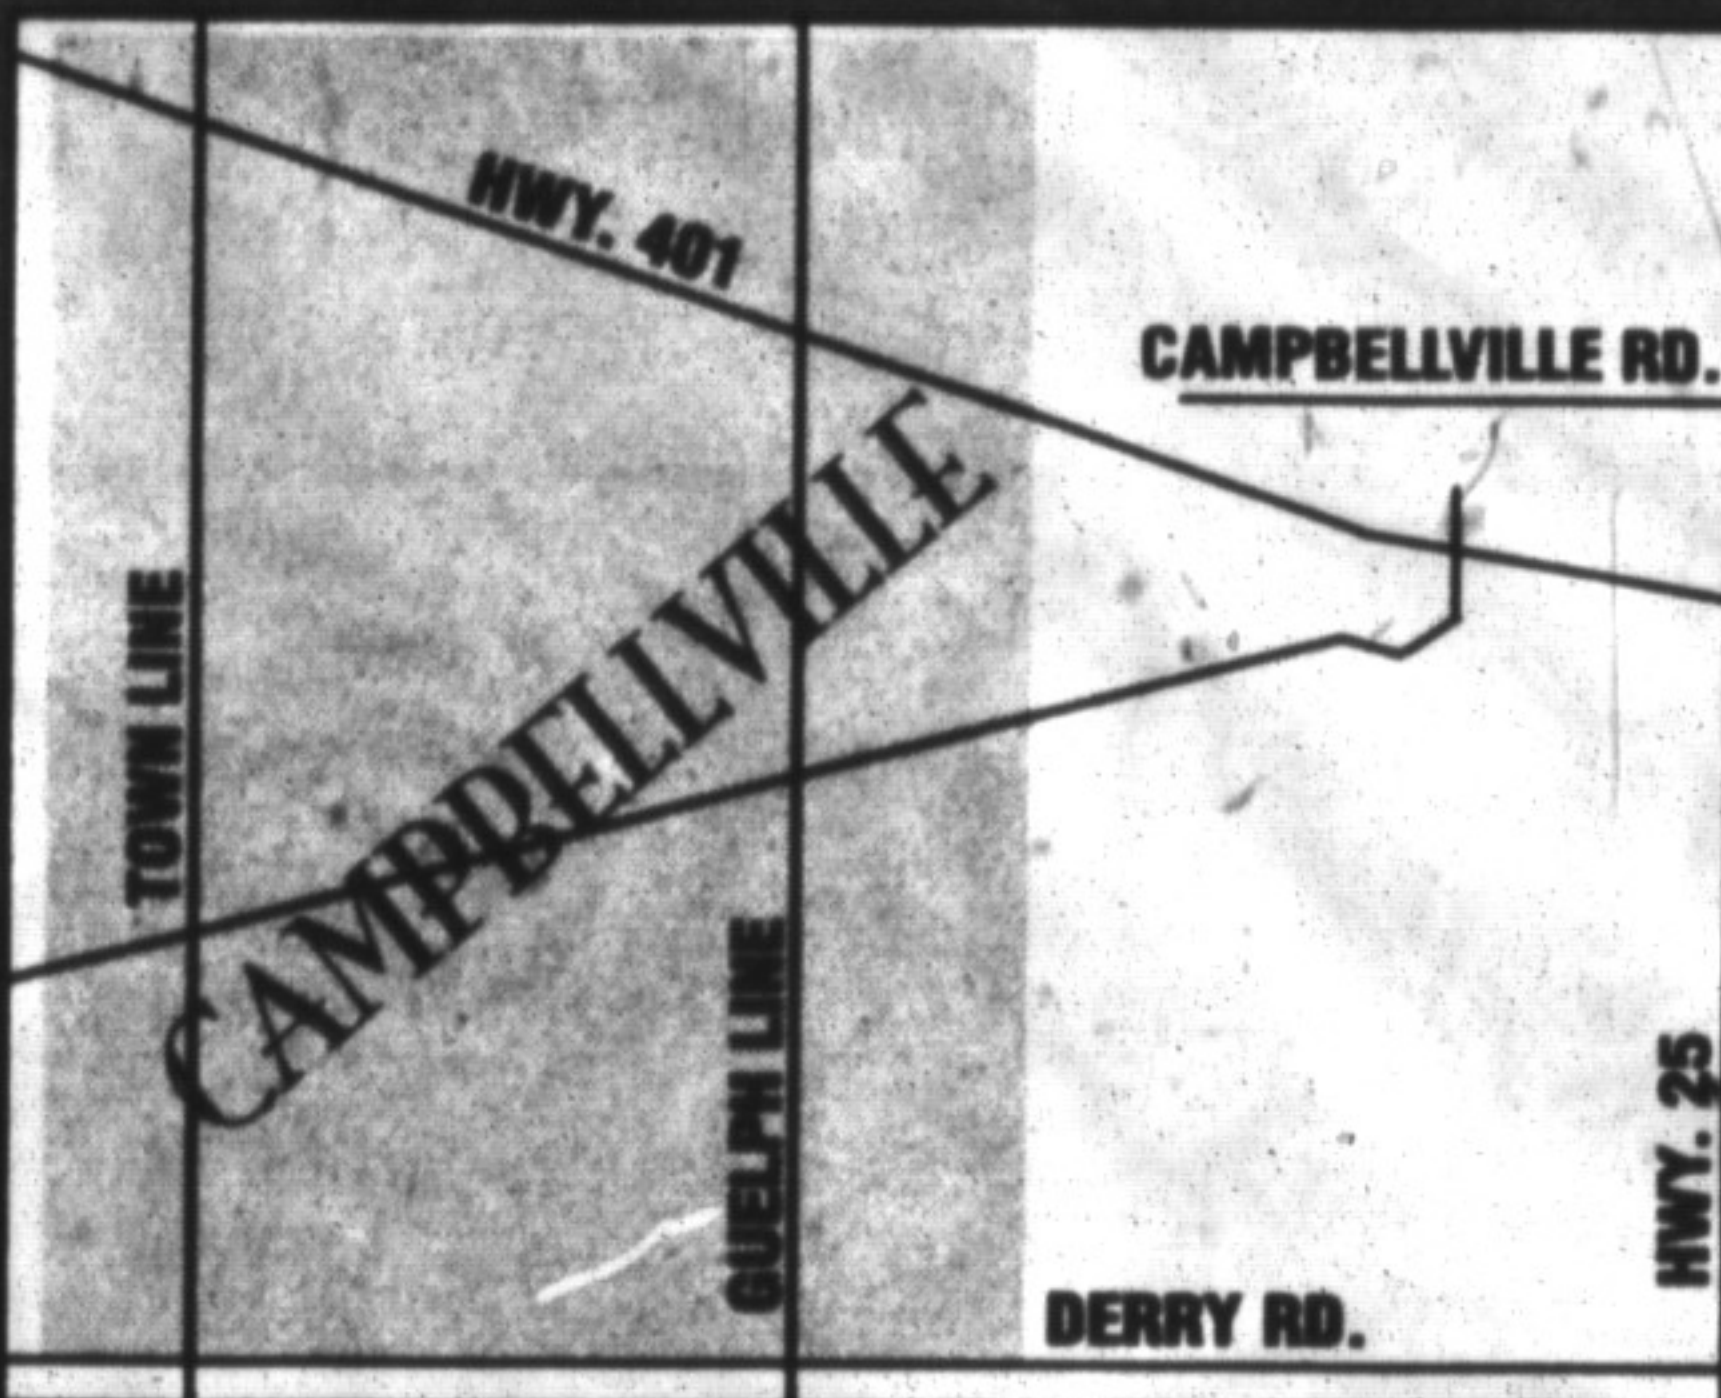 HWY. 401
CAMPBELLVILLE RD.
CAMPBELLVILLE
TOWN LINE
GUELPH LINE
HWY. 25
DERRY RD.